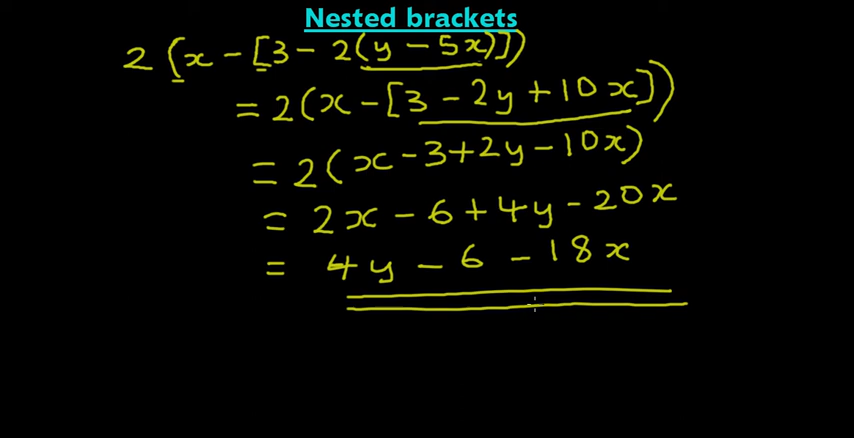 Nested brackets
2 (x - [3 - 2(y - 5x)])
= 2(x - [3 - 2y + 10x])
= 2(x - 3 + 2y - 10x)
= 2x - 6 + 4y - 20x
= 4y - 6 - 18x